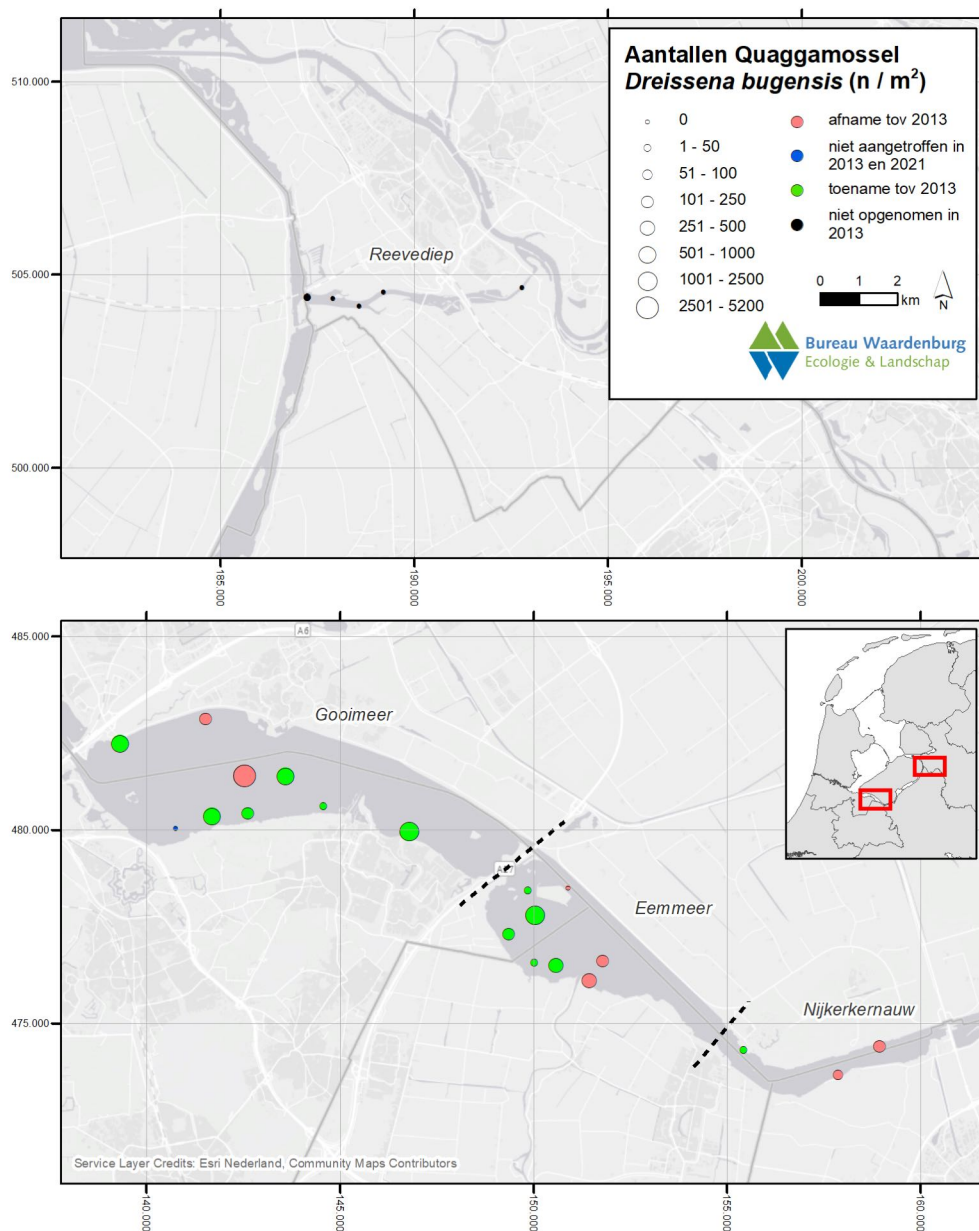 Aantallen Quaggamossel
Dreissena bugensis (n / m²)
0
1 - 50
51 - 100
101 - 250
251 - 500
501 - 1000
1001 - 2500
2501 - 5200
afname tov 2013
niet aangetroffen in
2013 en 2021
toename tov 2013
niet opgenomen in
2013
0 1 2
km
N
Bureau Waardenburg
Ecologie & Landschap
510.000
505.000
500.000
Reevediep
185.000
190.000
195.000
200.000
485.000
480.000
475.000
A6
Gooimeer
Eemmeer
Nijkerkernauw
Service Layer Credits: Esri Nederland, Community Maps Contributors
140.000
145.000
150.000
155.000
160.000